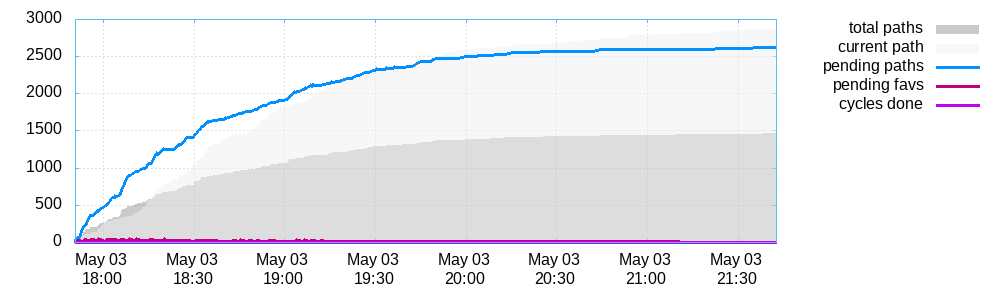 3000
2500
2000
1500
1000
500
0
May 03 May 03 May 03 May 03 May 03 May 03 May 03 May 03
18:00 18:30 19:00 19:30 20:00 20:30 21:00 21:30
total paths
current path
pending paths
pending favs
cycles done